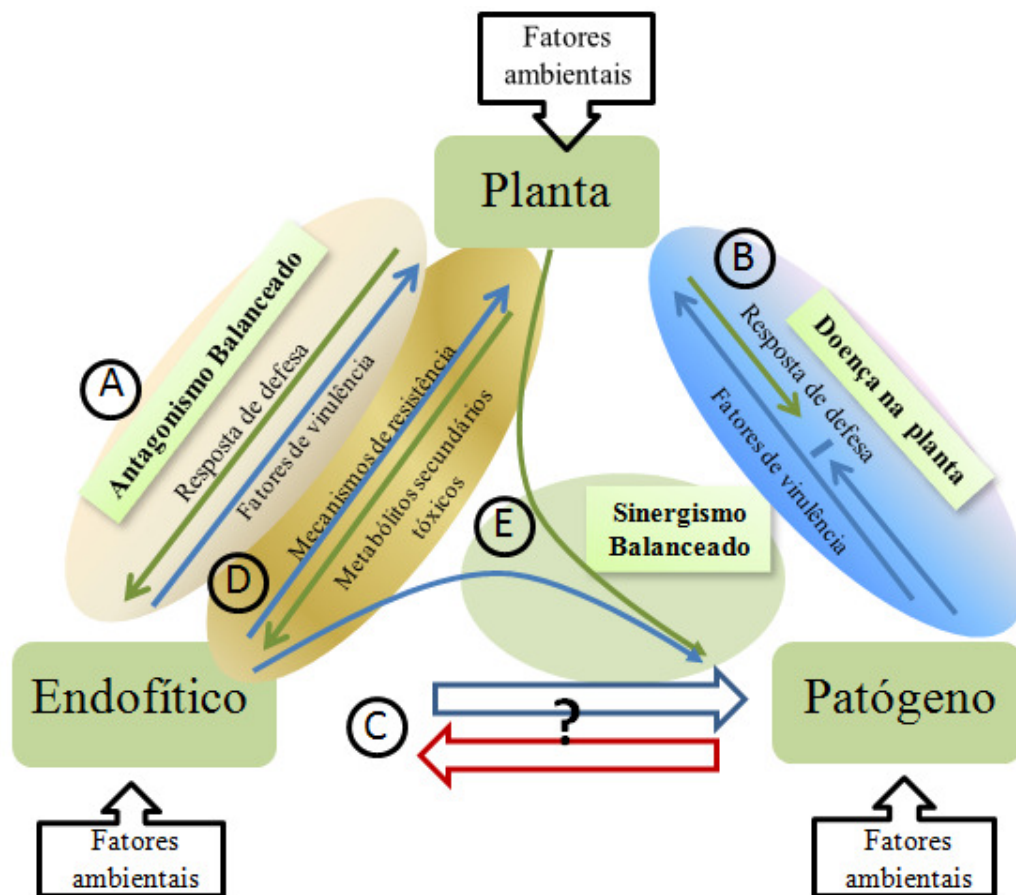 Fatores
ambientais
Planta
A
Antagonismo Balanceado
Resposta de defesa
Fatores de virulência
D
Mecanismos de resistência
Metabólitos secundários
tóxicos
B
Resposta de defesa
Fatores de virulência
Doença na
planta
E
Sinergismo
Balanceado
Endofítico
C
?
Patógeno
Fatores
ambientais
Fatores
ambientais